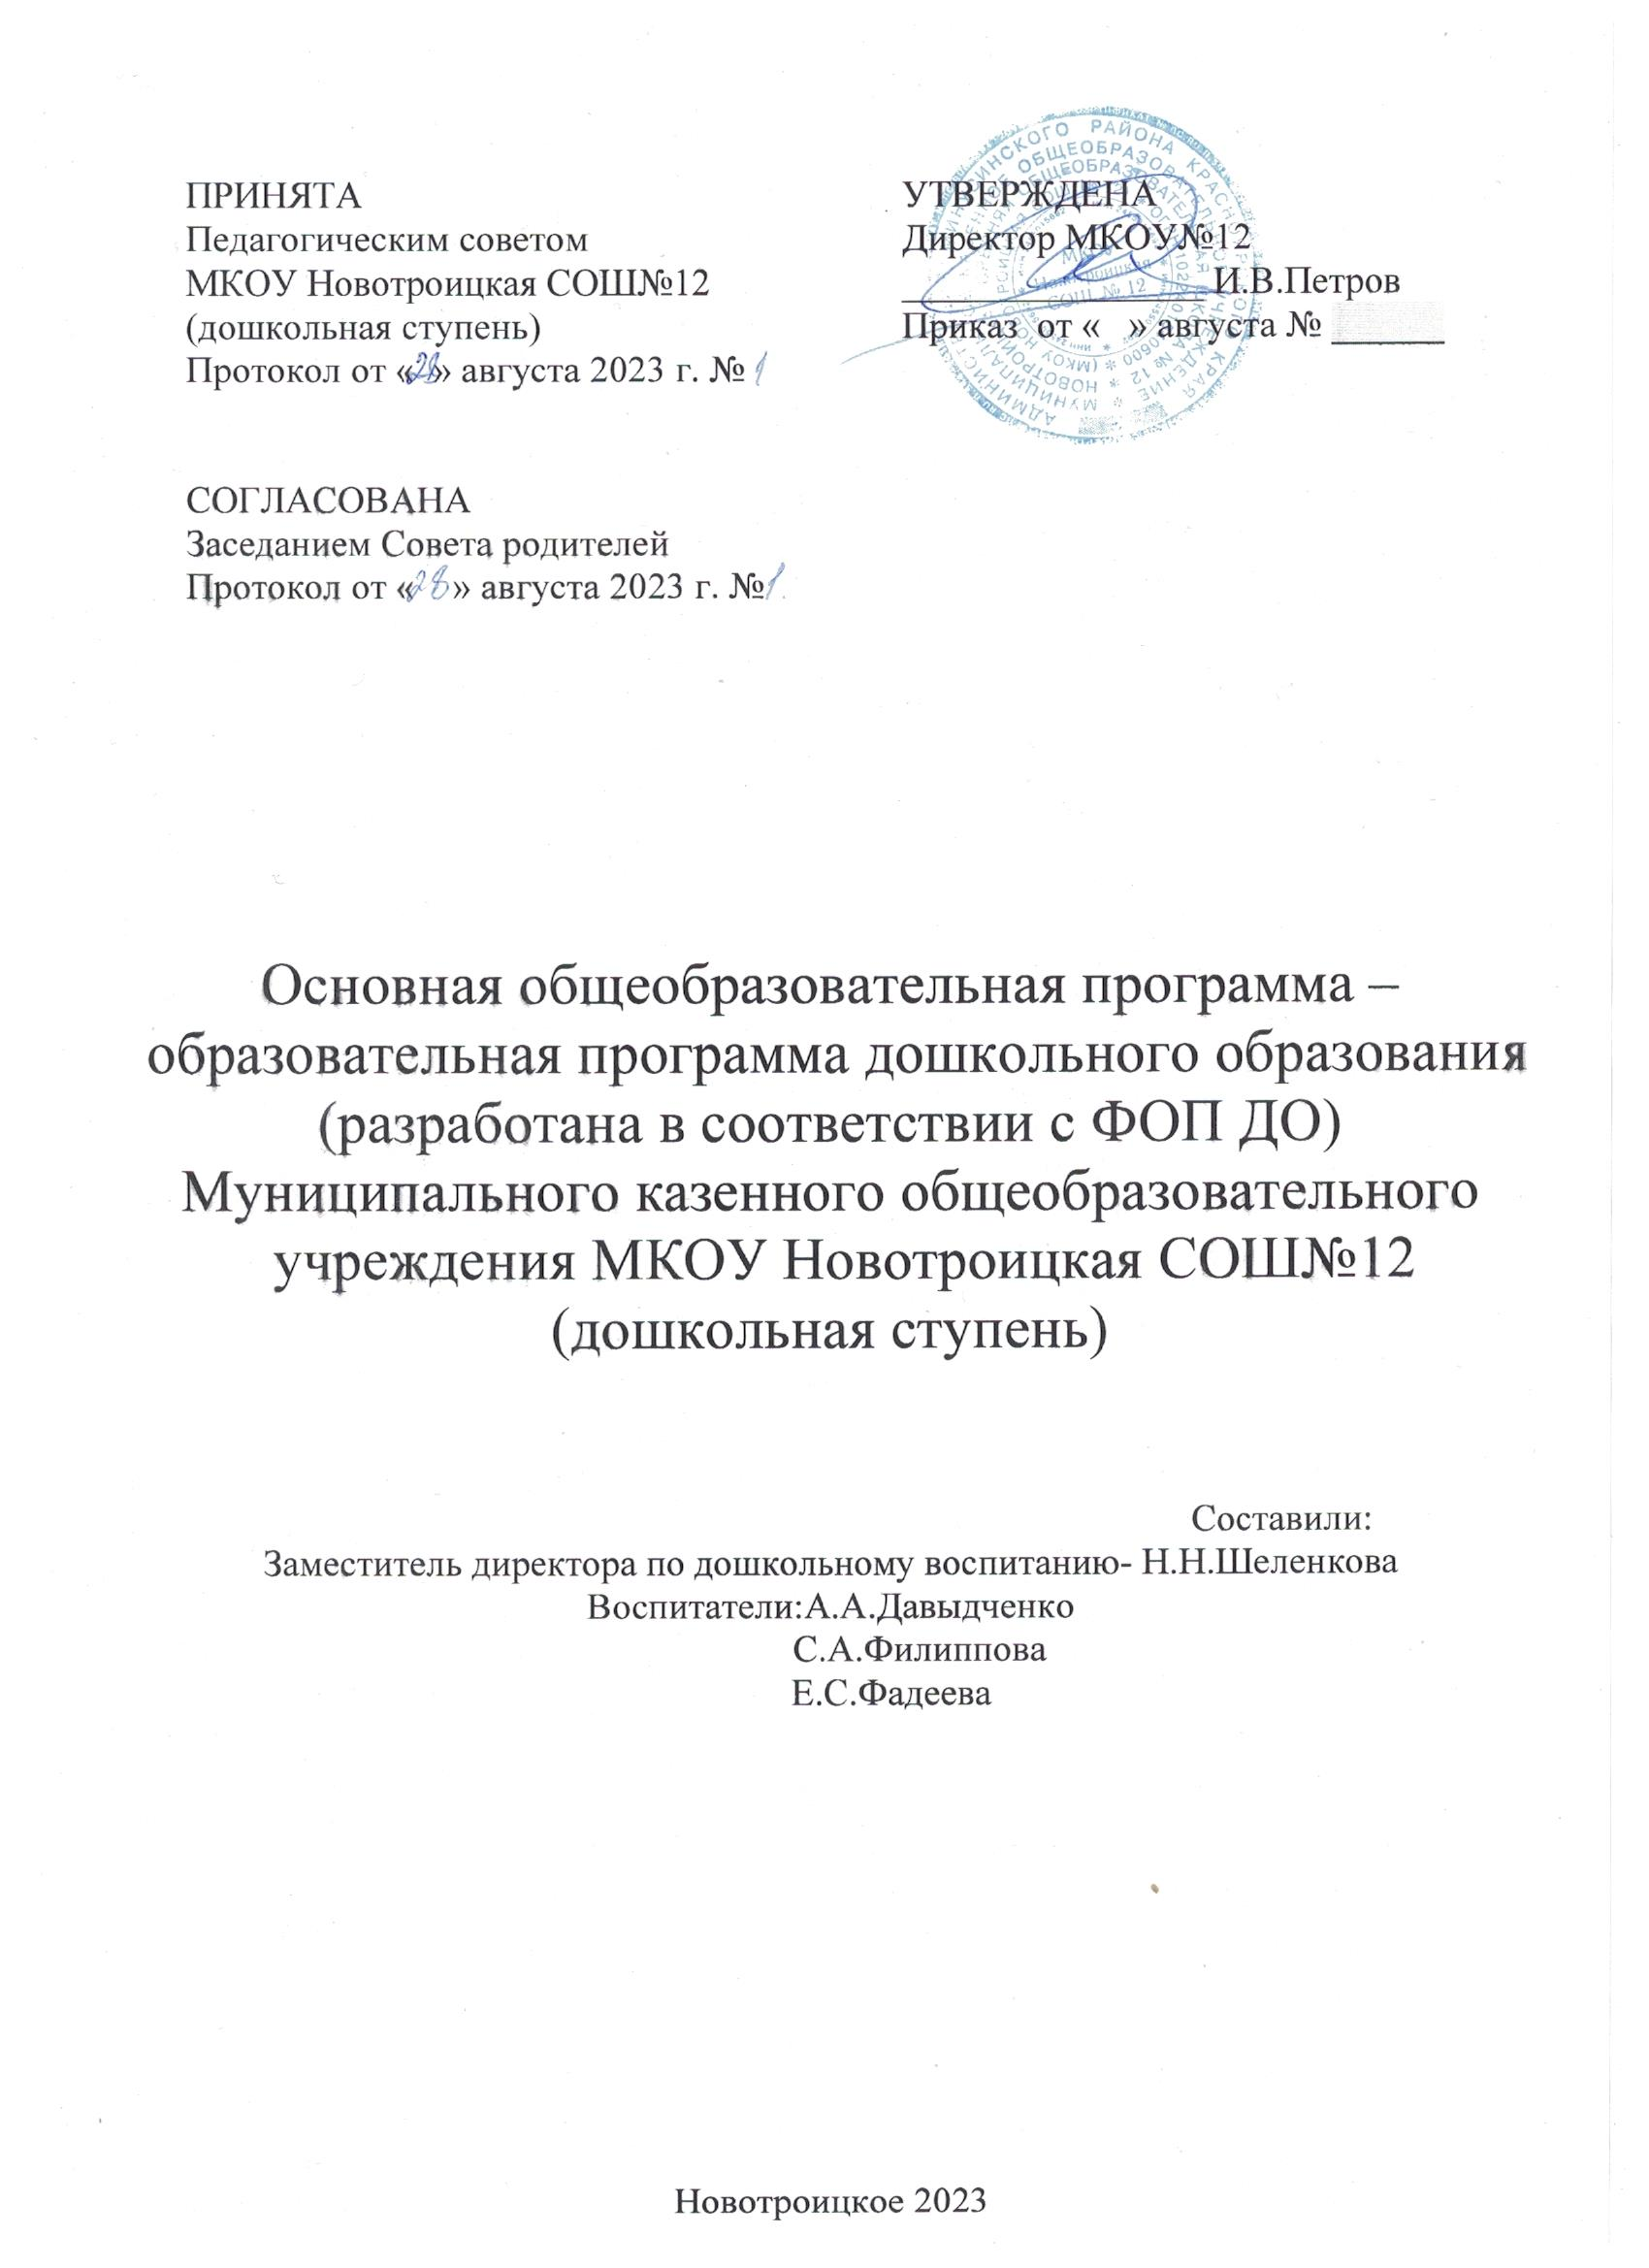 ПРИНЯТА
Педагогическим советом
МКОУ Новотроицкая СОШ№12
(дошкольная ступень)
Протокол от «28» августа 2023 г. № 1
УТВЕРЖДЕНА
Директор МКОУ№12
________________И.В.Петров
Приказ от «   » августа № ______
СОГЛАСОВАНА
Заседанием Совета родителей
Протокол от «28» августа 2023 г. №1
Основная общеобразовательная программа –
образовательная программа дошкольного образования
(разработана в соответствии с ФОП ДО)
Муниципального казенного общеобразовательного
учреждения МКОУ Новотроицкая СОШ№12
(дошкольная ступень)
Составили:
Заместитель директора по дошкольному воспитанию- Н.Н.Шеленкова
Воспитатели:А.А.Давыдченко
С.А.Филиппова
Е.С.Фадеева
Новотроицкое 2023